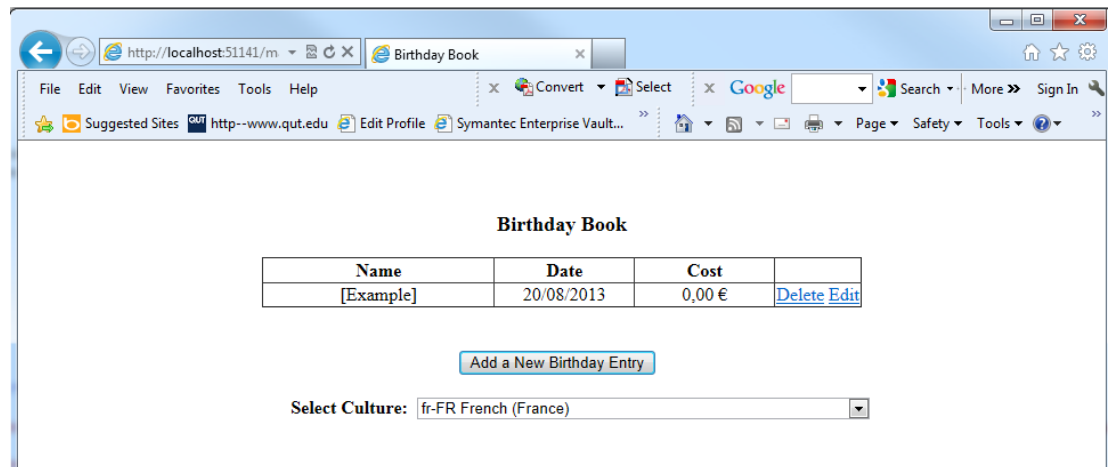 http://localhost:51141/m Birthday Book
File Edit View Favorites Tools Help x Convert Select x Google Search More » Sign In
Suggested Sites QUT http--www.qut.edu Edit Profile Symantec Enterprise Vault... » Page Safety Tools »
Birthday Book
Name Date Cost
[Example] 20/08/2013 0,00 € Delete Edit
Add a New Birthday Entry
Select Culture: fr-FR French (France)